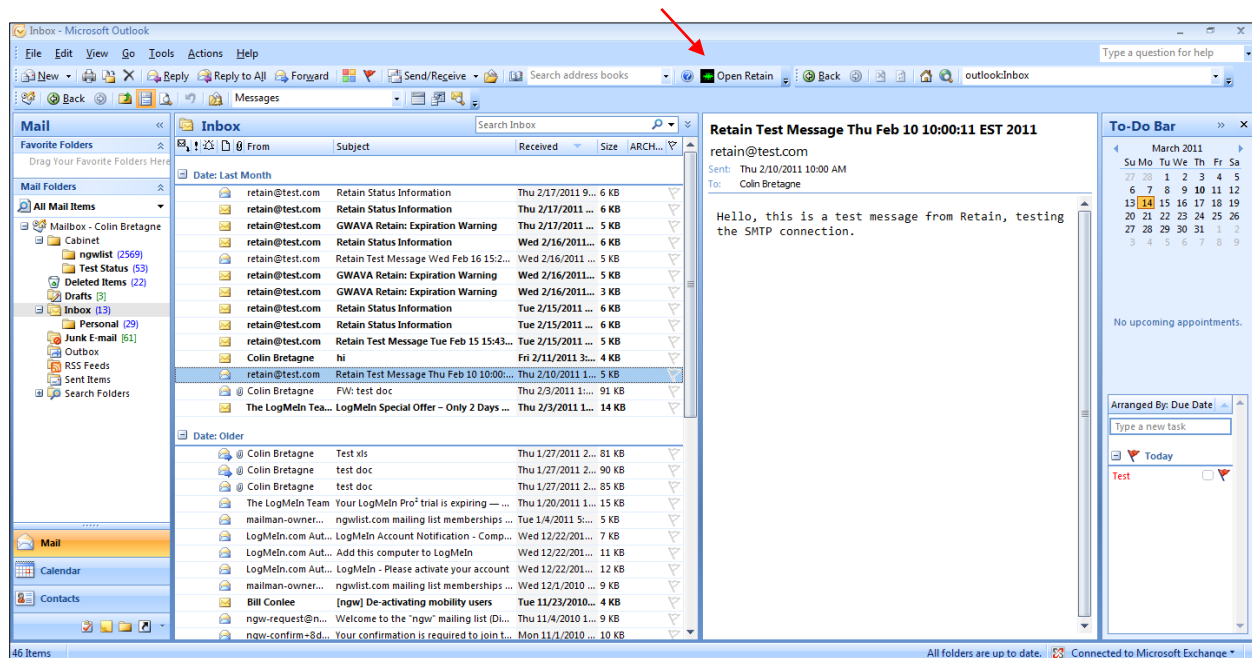 Inbox - Microsoft Outlook
File Edit View Go Tools Actions Help
Type a question for help
New Reply Reply to All Forward Send/Receive Search address books Open Retain Back outlook:Inbox
Back Messages
Mail «
Favorite Folders
Drag Your Favorite Folders Here
Mail Folders
All Mail Items
Mailbox - Colin Bretagne
Cabinet
ngwlist (2569)
Test Status (53)
Deleted Items (22)
Drafts [3]
Inbox (13)
Personal (29)
Junk E-mail [61]
Outbox
RSS Feeds
Sent Items
Search Folders
Mail
Calendar
Contacts
Inbox Search Inbox
From Subject Received Size ARCH...
Date: Last Month
retain@test.com Retain Status Information Thu 2/17/2011 9... 6 KB
retain@test.com Retain Status Information Thu 2/17/2011 ... 6 KB
retain@test.com GWAVA Retain: Expiration Warning Thu 2/17/2011 ... 5 KB
retain@test.com Retain Status Information Wed 2/16/2011... 6 KB
retain@test.com Retain Test Message Wed Feb 16 15:2... Wed 2/16/2011 ... 5 KB
retain@test.com GWAVA Retain: Expiration Warning Wed 2/16/2011... 5 KB
retain@test.com GWAVA Retain: Expiration Warning Wed 2/16/2011... 3 KB
retain@test.com Retain Status Information Tue 2/15/2011 ... 6 KB
retain@test.com Retain Status Information Tue 2/15/2011 ... 6 KB
retain@test.com Retain Test Message Tue Feb 15 15:43... Tue 2/15/2011 ... 5 KB
Colin Bretagne hi Fri 2/11/2011 3:... 4 KB
retain@test.com Retain Test Message Thu Feb 10 10:00:... Thu 2/10/2011 1... 5 KB
Colin Bretagne FW: test doc Thu 2/3/2011 1:... 91 KB
The LogMeIn Tea... LogMeIn Special Offer – Only 2 Days ... Thu 2/3/2011 1... 14 KB
Date: Older
Colin Bretagne Test xls Thu 1/27/2011 2... 81 KB
Colin Bretagne test doc Thu 1/27/2011 2... 90 KB
Colin Bretagne test doc Thu 1/27/2011 2... 85 KB
The LogMeIn Team Your LogMeIn Pro² trial is expiring — ... Thu 1/20/2011 1... 15 KB
mailman-owner... ngwlist.com mailing list memberships ... Tue 1/4/2011 5:... 5 KB
LogMeIn.com Aut... LogMeIn Account Notification - Comp... Wed 12/22/201... 7 KB
LogMeIn.com Aut... Add this computer to LogMeIn Wed 12/22/201... 11 KB
LogMeIn.com Aut... LogMeIn - Please activate your account Wed 12/22/201... 12 KB
mailman-owner... ngwlist.com mailing list memberships ... Wed 12/1/2010 ... 9 KB
Bill Conlee [ngw] De-activating mobility users Tue 11/23/2010... 4 KB
ngw-request@n... Welcome to the "ngw" mailing list (Di... Thu 11/4/2010 1... 9 KB
ngw-confirm+8d... Your confirmation is required to join t... Mon 11/1/2010 ... 10 KB
Retain Test Message Thu Feb 10 10:00:11 EST 2011
retain@test.com
Sent: Thu 2/10/2011 10:00 AM
To: Colin Bretagne
Hello, this is a test message from Retain, testing
the SMTP connection.
To-Do Bar » ×
March 2011
Su Mo Tu We Th Fr Sa
27 28 1 2 3 4 5
6 7 8 9 10 11 12
13 14 15 16 17 18 19
20 21 22 23 24 25 26
27 28 29 30 31 1 2
3 4 5 6 7 8 9
No upcoming appointments.
Arranged By: Due Date
Type a new task
Today
Test
46 Items
All folders are up to date. Connected to Microsoft Exchange